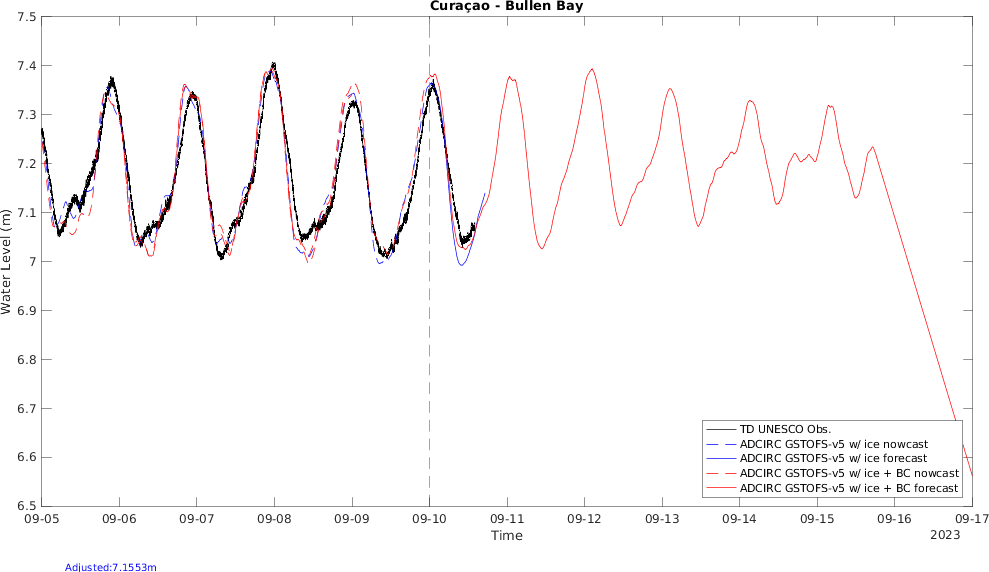 Curaçao - Bullen Bay
7.5
7.4
7.3
7.2
7.1
7
6.9
6.8
6.7
6.6
6.5
Water Level (m)
TD UNESCO Obs.
ADCIRC GSTOFS-v5 w/ ice nowcast
ADCIRC GSTOFS-v5 w/ ice forecast
ADCIRC GSTOFS-v5 w/ ice + BC nowcast
ADCIRC GSTOFS-v5 w/ ice + BC forecast
09-05 09-06 09-07 09-08 09-09 09-10 09-11 09-12 09-13 09-14 09-15 09-16 09-17
Time
2023
Adjusted:7.1553m